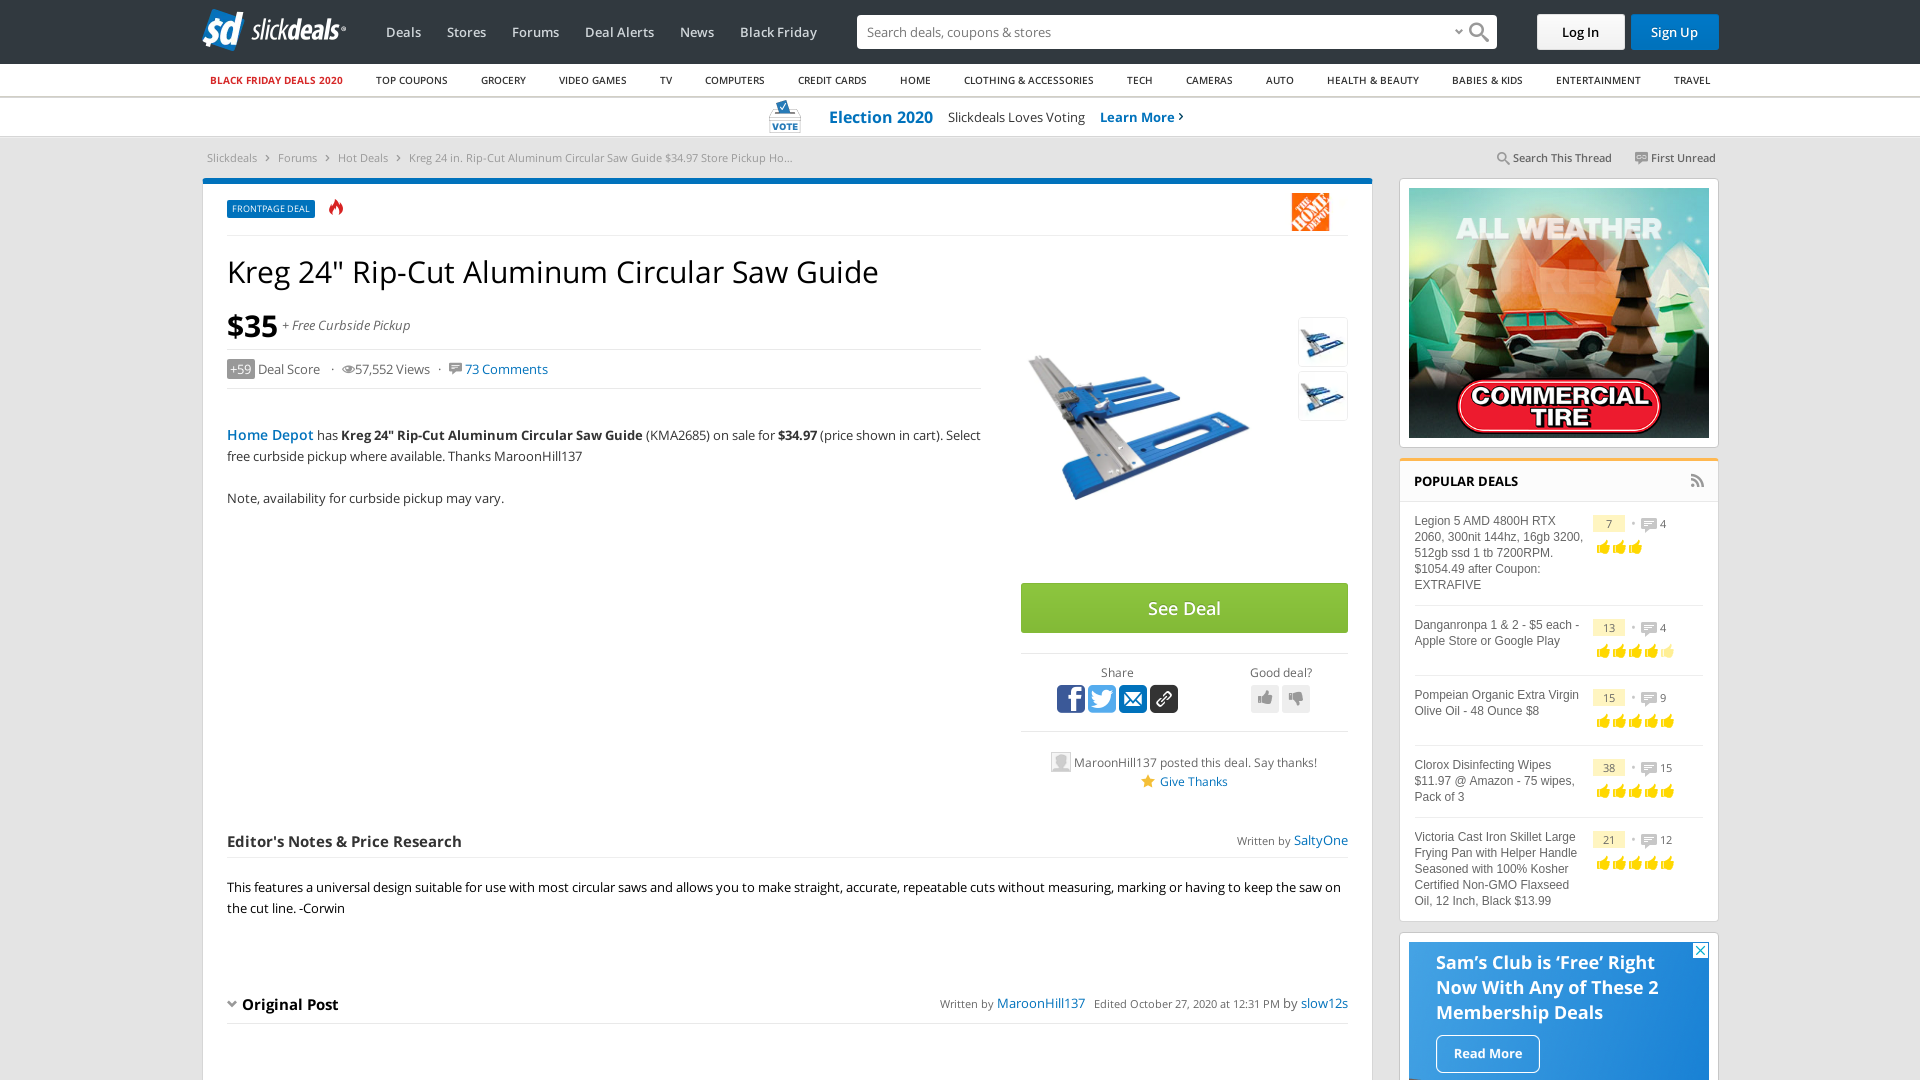 sd slickdeals
Deals
Stores
Forums
Deal Alerts
News
Black Friday
Search deals, coupons & stores
Log In
Sign Up
BLACK FRIDAY DEALS 2020
TOP COUPONS
GROCERY
VIDEO GAMES
TV
COMPUTERS
CREDIT CARDS
HOME
CLOTHING & ACCESSORIES
TECH
CAMERAS
AUTO
HEALTH & BEAUTY
BABIES & KIDS
ENTERTAINMENT
TRAVEL
VOTE
Election 2020 Slickdeals Loves Voting Learn More
Slickdeals › Forums › Hot Deals › Kreg 24 in. Rip-Cut Aluminum Circular Saw Guide $34.97 Store Pickup Ho...
Search This Thread
First Unread
FRONTPAGE DEAL
THE HOME DEPOT
Kreg 24" Rip-Cut Aluminum Circular Saw Guide
$35 + Free Curbside Pickup
+59 Deal Score · 57,552 Views · 73 Comments
Home Depot has Kreg 24" Rip-Cut Aluminum Circular Saw Guide (KMA2685) on sale for $34.97 (price shown in cart). Select
free curbside pickup where available. Thanks MaroonHill137
Note, availability for curbside pickup may vary.
See Deal
Share
Good deal?
MaroonHill137 posted this deal. Say thanks!
Give Thanks
Editor's Notes & Price Research
Written by SaltyOne
This features a universal design suitable for use with most circular saws and allows you to make straight, accurate, repeatable cuts without measuring, marking or having to keep the saw on
the cut line. -Corwin
Original Post
Written by MaroonHill137 Edited October 27, 2020 at 12:31 PM by slow12s
ALL WEATHER
TIRES
COMMERCIAL
TIRE
POPULAR DEALS
Legion 5 AMD 4800H RTX
2060, 300nit 144hz, 16gb 3200,
512gb ssd 1 tb 7200RPM.
$1054.49 after Coupon:
EXTRAFIVE
7 · 4
Danganronpa 1 & 2 - $5 each -
Apple Store or Google Play
13 · 4
Pompeian Organic Extra Virgin
Olive Oil - 48 Ounce $8
15 · 9
Clorox Disinfecting Wipes
$11.97 @ Amazon - 75 wipes,
Pack of 3
38 · 15
Victoria Cast Iron Skillet Large
Frying Pan with Helper Handle
Seasoned with 100% Kosher
Certified Non-GMO Flaxseed
Oil, 12 Inch, Black $13.99
21 · 12
Sam's Club is 'Free' Right
Now With Any of These 2
Membership Deals
Read More